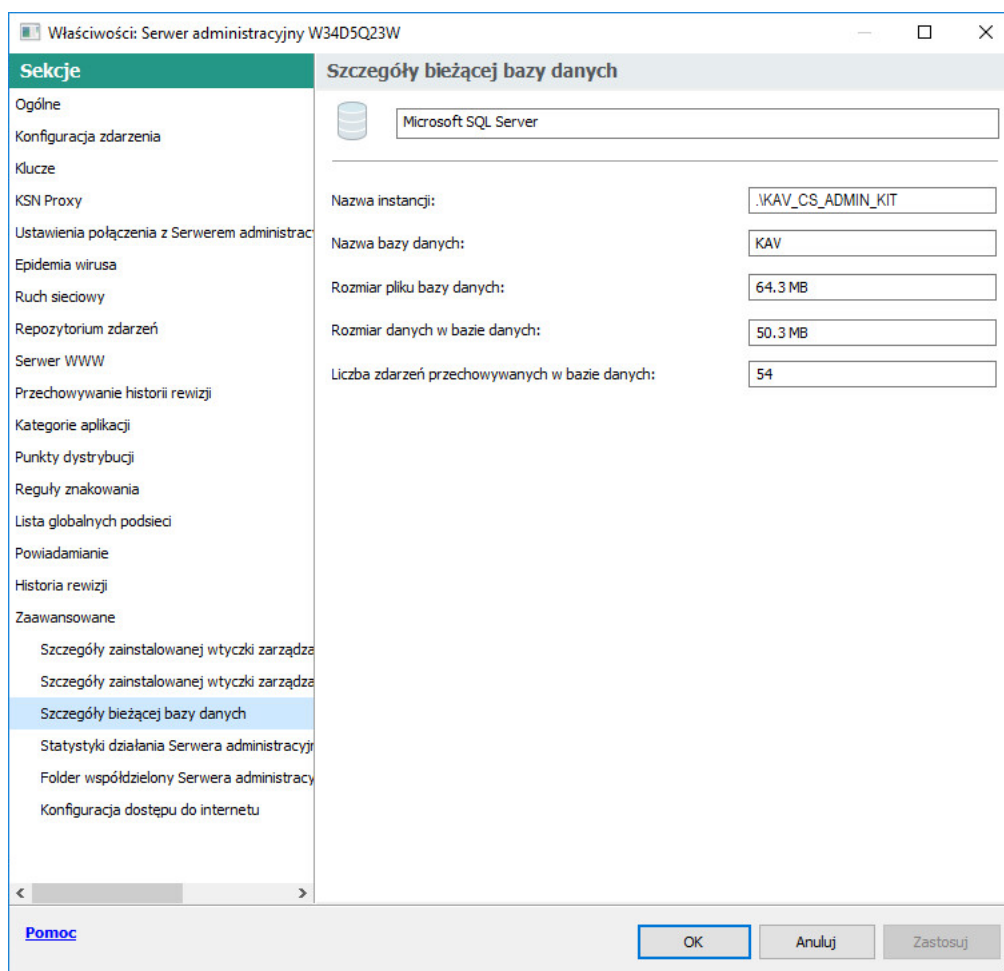 Właściwości: Serwer administracyjny W34D5Q23W
Sekcje
Ogólne
Konfiguracja zdarzenia
Klucze
KSN Proxy
Ustawienia połączenia z Serwerem administrac
Epidemia wirusa
Ruch sieciowy
Repozytorium zdarzeń
Serwer WWW
Przechowywanie historii rewizji
Kategorie aplikacji
Punkty dystrybucji
Reguły znakowania
Lista globalnych podsieci
Powiadamianie
Historia rewizji
Zaawansowane
Szczegóły zainstalowanej wtyczki zarządza
Szczegóły zainstalowanej wtyczki zarządza
Szczegóły bieżącej bazy danych
Statystyki działania Serwera administracyjr
Folder współdzielony Serwera administracy
Konfiguracja dostępu do internetu
Szczegóły bieżącej bazy danych
Microsoft SQL Server
Nazwa instancji: .\KAV_CS_ADMIN_KIT
Nazwa bazy danych: KAV
Rozmiar pliku bazy danych: 64.3 MB
Rozmiar danych w bazie danych: 50.3 MB
Liczba zdarzeń przechowywanych w bazie danych: 54
Pomoc
OK Anuluj Zastosuj